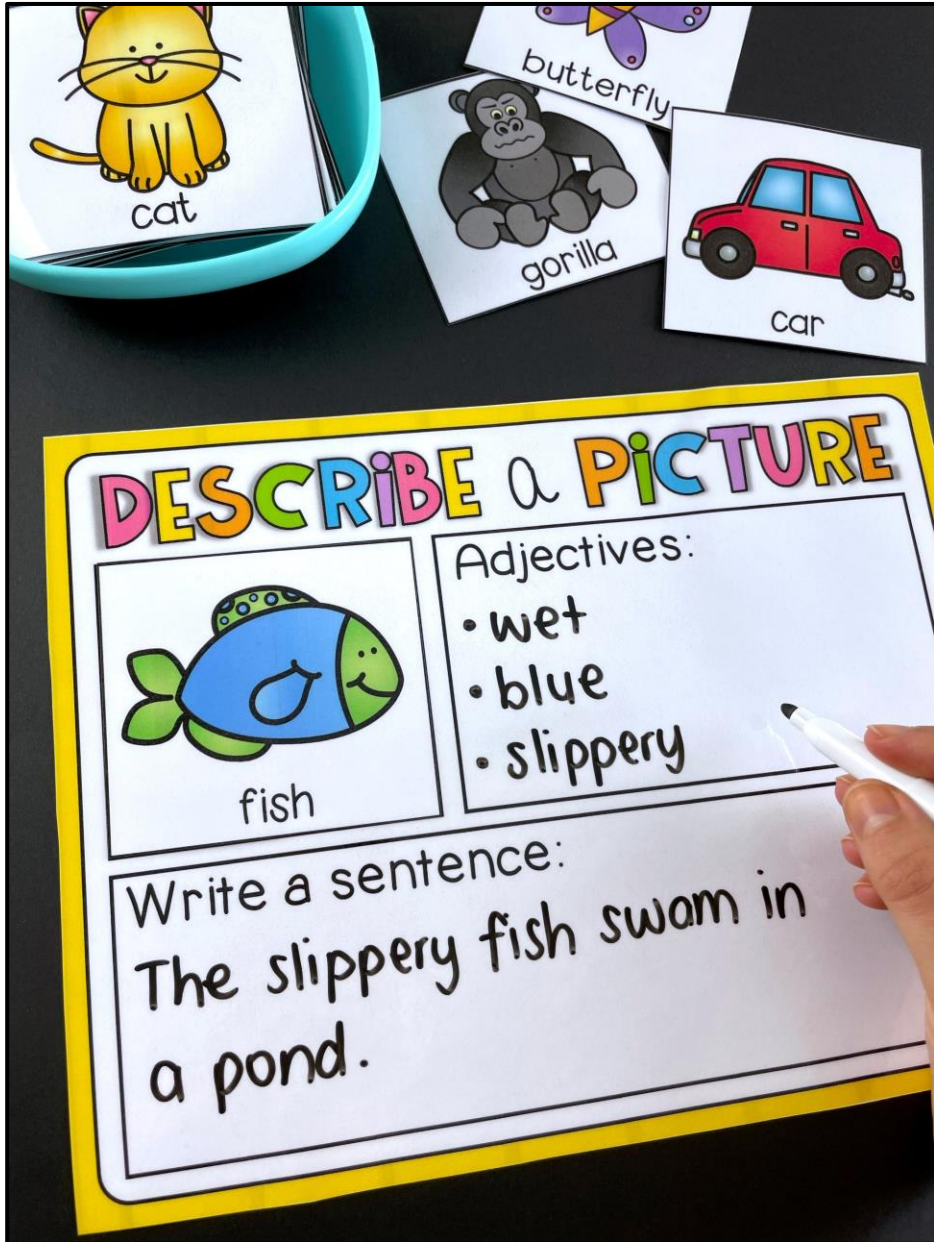 cat
butterfly
gorilla
car
DESCRiBE a PiCTURE
fish
Adjectives:
• wet
• blue
• slippery
Write a sentence:
The slippery fish swam in
a pond.